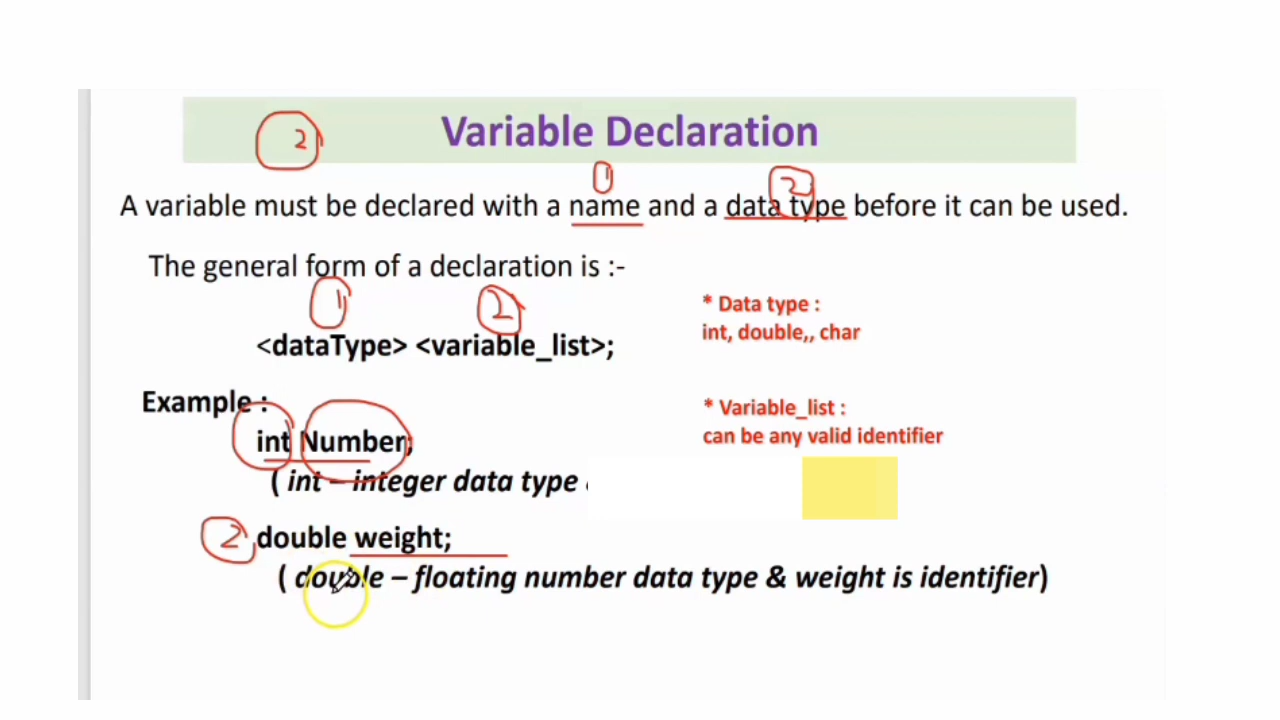 Variable Declaration
2
1
2
A variable must be declared with a name and a data type before it can be used.
The general form of a declaration is :-
1
2
<dataType> <variable_list>;
* Data type :
int, double,, char
Example :
* Variable_list :
can be any valid identifier
int Number;
( int – integer data type
2
double weight;
( double – floating number data type & weight is identifier)